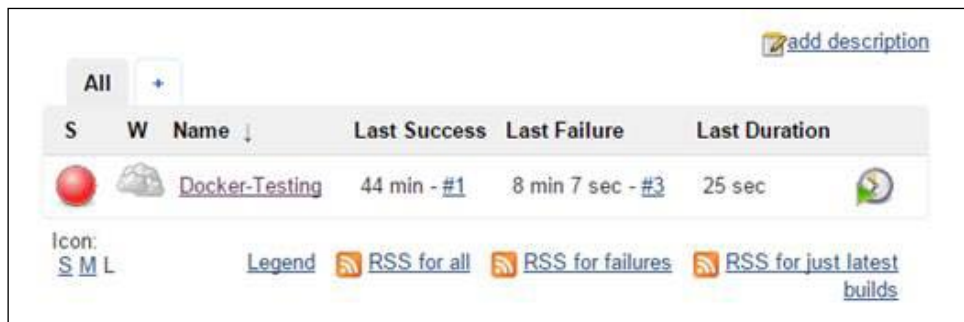 add description
All +
S W Name ↓ Last Success Last Failure Last Duration
Docker-Testing 44 min - #1 8 min 7 sec - #3 25 sec
Icon:
S M L Legend RSS for all RSS for failures RSS for just latest
builds